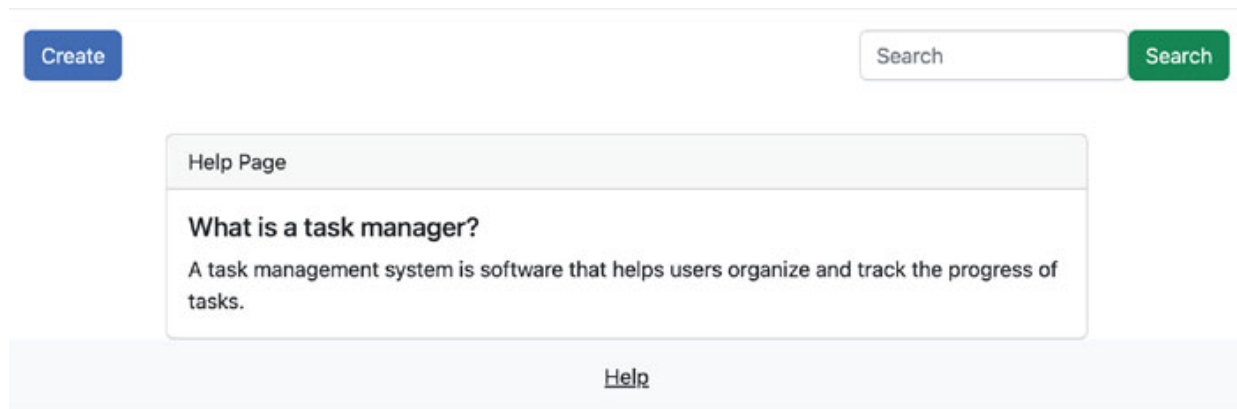 Create
Search
Search
Help Page
What is a task manager?
A task management system is software that helps users organize and track the progress of
tasks.
Help